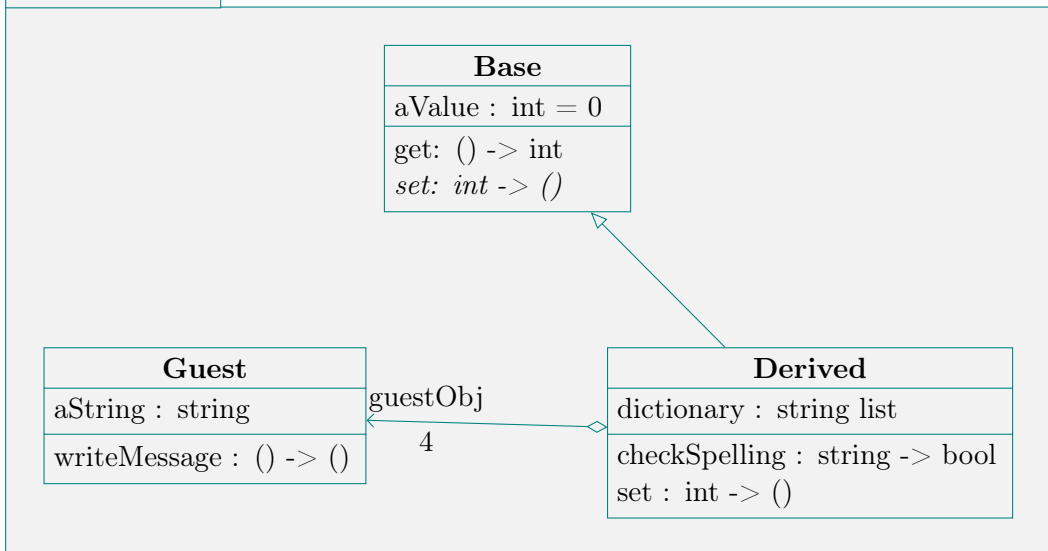 Base
aValue : int = 0
get: () -> int
set: int -> ()
Guest
aString : string
writeMessage : () -> ()
guestObj
4
Derived
dictionary : string list
checkSpelling : string -> bool
set : int -> ()